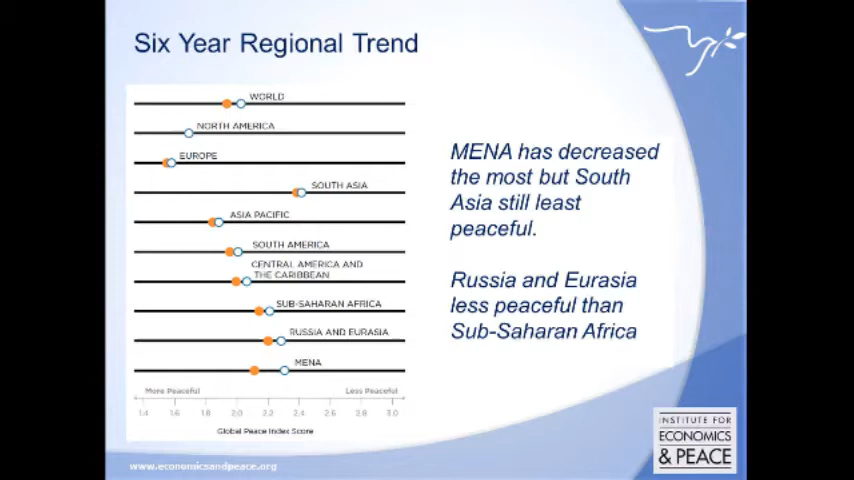 Six Year Regional Trend
WORLD
NORTH AMERICA
EUROPE
SOUTH ASIA
ASIA PACIFIC
SOUTH AMERICA
CENTRAL AMERICA AND
THE CARIBBEAN
SUB-SAHARAN AFRICA
RUSSIA AND EURASIA
MENA
More Peaceful Less Peaceful
1.4 1.6 1.8 2.0 2.2 2.4 2.6 2.8 3.0
Global Peace Index Score
MENA has decreased
the most but South
Asia still least
peaceful.
Russia and Eurasia
less peaceful than
Sub-Saharan Africa
INSTITUTE FOR
ECONOMICS
& PEACE
www.economicsandpeace.org